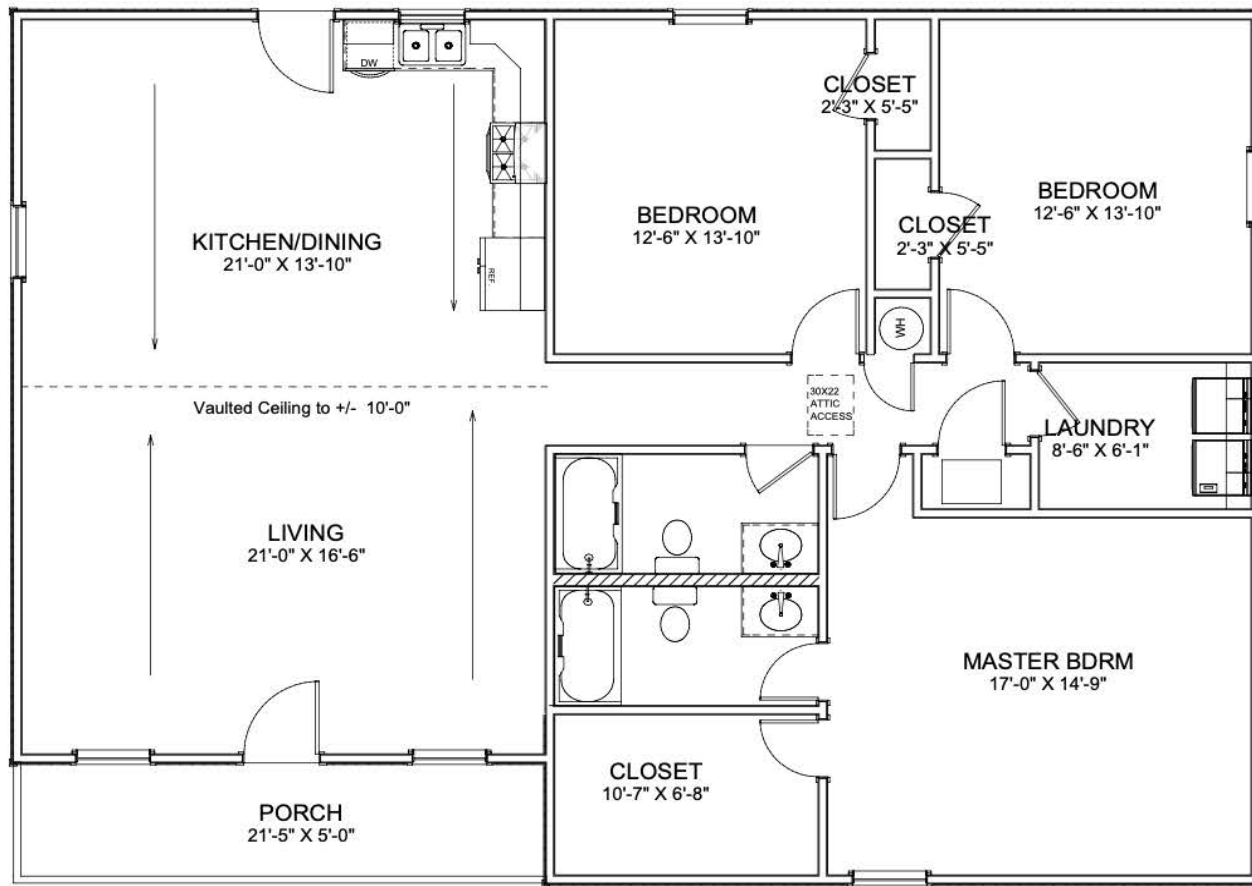 DW
CLOSET
2'-3" X 5'-5"
BEDROOM
12'-6" X 13'-10"
BEDROOM
12'-6" X 13'-10"
KITCHEN/DINING
21'-0" X 13'-10"
CLOSET
2'-3" X 5'-5"
REF.
WH
30X22
ATTIC
ACCESS
Vaulted Ceiling to +/- 10'-0"
LAUNDRY
8'-6" X 6'-1"
LIVING
21'-0" X 16'-6"
MASTER BDRM
17'-0" X 14'-9"
CLOSET
10'-7" X 6'-8"
PORCH
21'-5" X 5'-0"